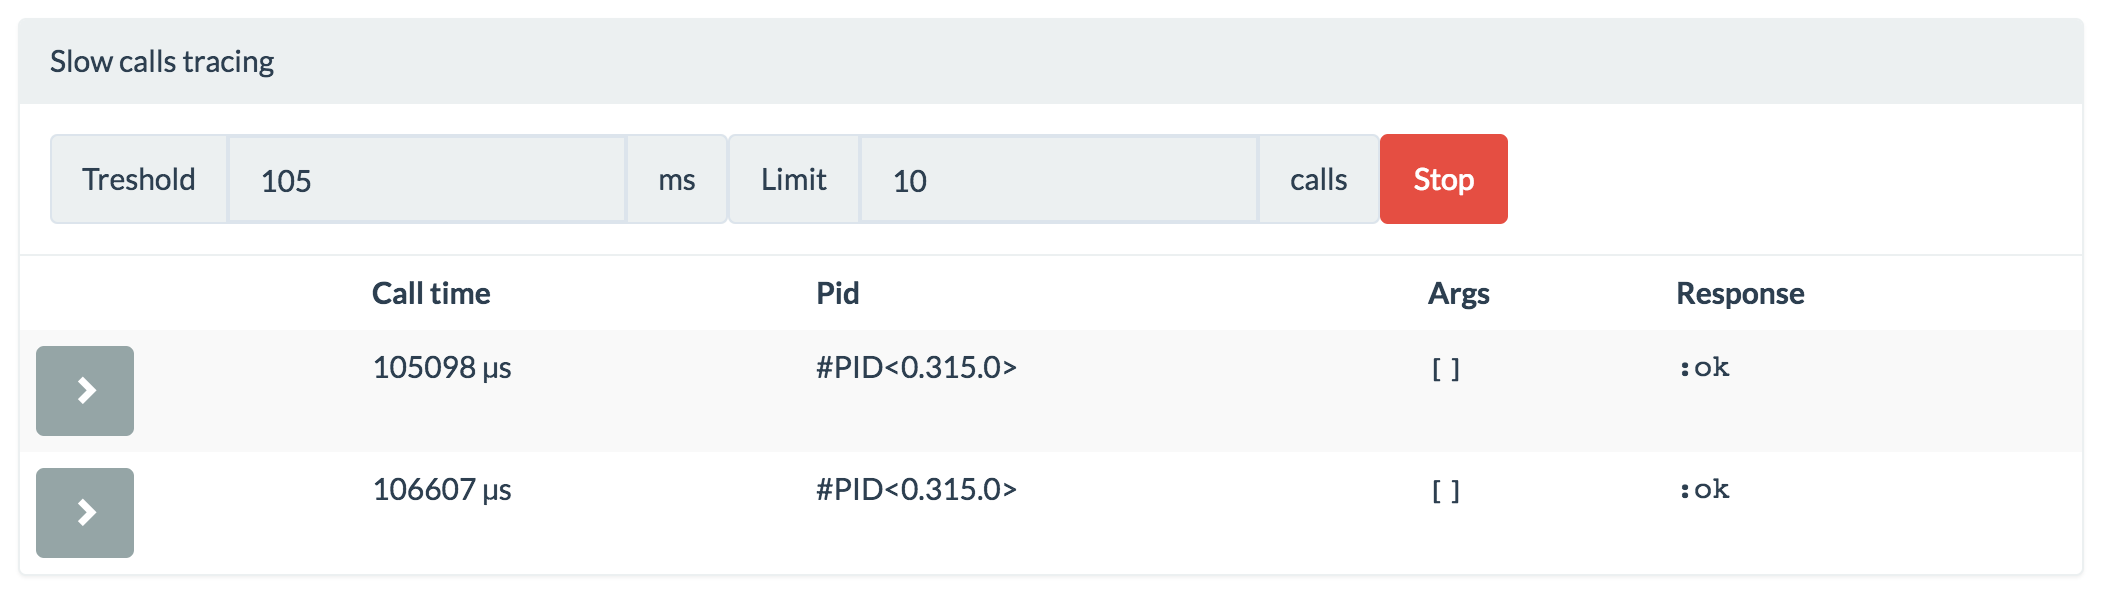 Slow calls tracing
Treshold 105 ms Limit 10 calls Stop
Call time Pid Args Response
105098 µs #PID<0.315.0> [] :ok
106607 µs #PID<0.315.0> [] :ok